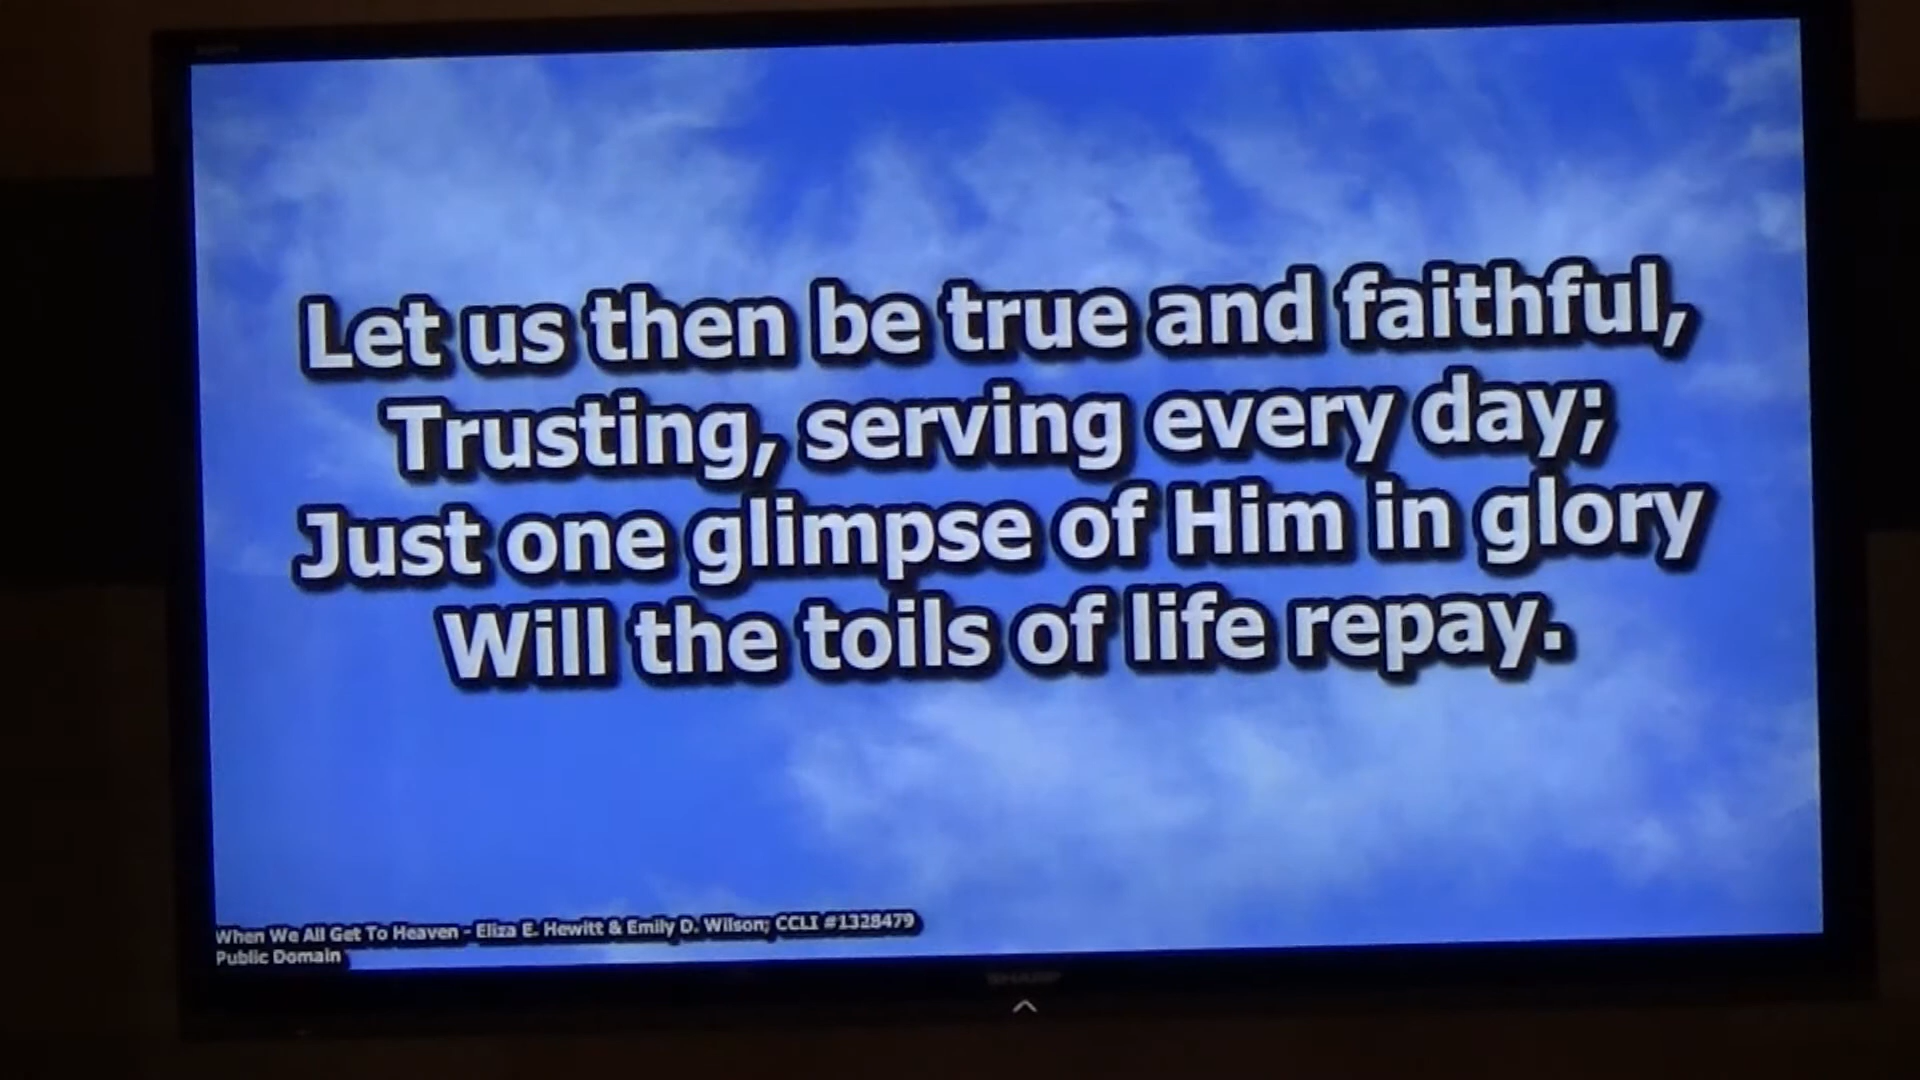 Let us then be true and faithful,
Trusting, serving every day;
Just one glimpse of Him in glory
Will the toils of life repay.
When We All Get To Heaven - Eliza E. Hewitt & Emily D. Wilson; CCLI #1328479
Public Domain
SHARP